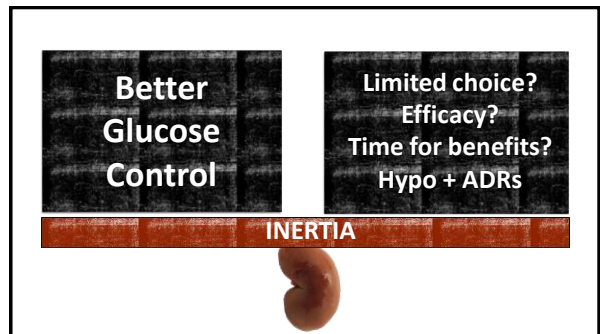 Better
Glucose
Control
Limited choice?
Efficacy?
Time for benefits?
Hypo + ADRs
INERTIA